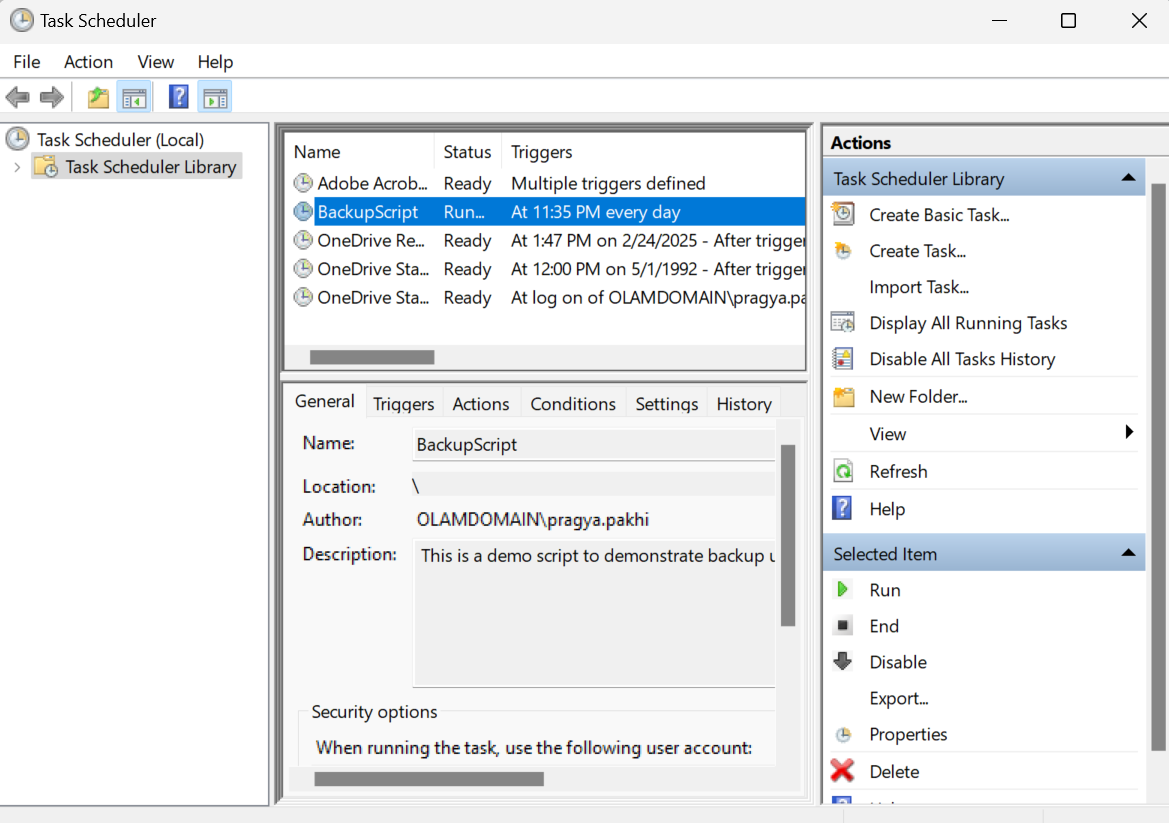 Task Scheduler
File Action View Help
Task Scheduler (Local)
Task Scheduler Library
Name Status Triggers
Adobe Acrob... Ready Multiple triggers defined
BackupScript Run... At 11:35 PM every day
OneDrive Re... Ready At 1:47 PM on 2/24/2025 - After trigger
OneDrive Sta... Ready At 12:00 PM on 5/1/1992 - After trigger
OneDrive Sta... Ready At log on of OLAMDOMAIN\pragya.pa
General Triggers Actions Conditions Settings History
Name: BackupScript
Location: \
Author: OLAMDOMAIN\pragya.pakhi
Description: This is a demo script to demonstrate backup u
Security options
When running the task, use the following user account:
Actions
Task Scheduler Library
Create Basic Task...
Create Task...
Import Task...
Display All Running Tasks
Disable All Tasks History
New Folder...
View
Refresh
Help
Selected Item
Run
End
Disable
Export...
Properties
Delete